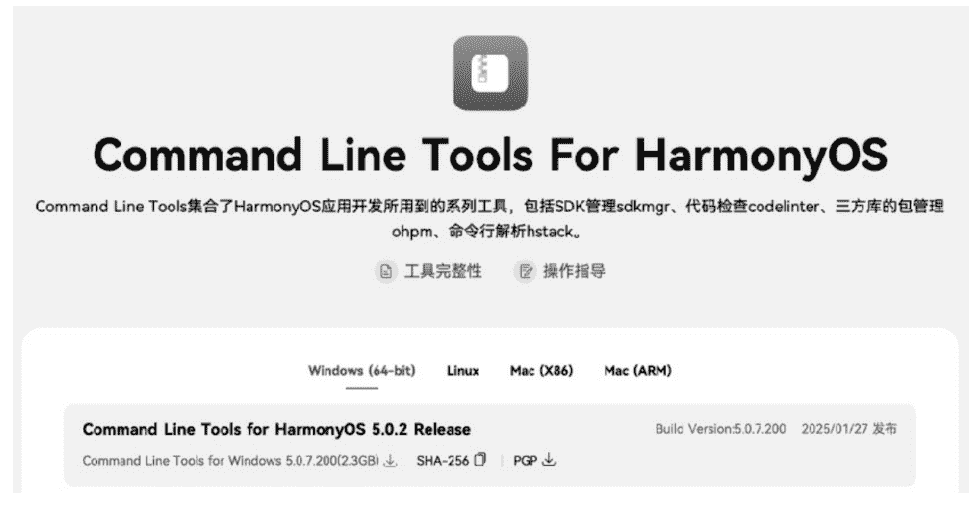 Command Line Tools For HarmonyOS
Command Line Tools集合了HarmonyOS应用开发所用到的系列工具，包括SDK管理sdkmgr、代码检查codelinter、三方库的包管理
ohpm、命令行解析hstack。
工具完整性 操作指导
Windows (64-bit) Linux Mac (X86) Mac (ARM)
Command Line Tools for HarmonyOS 5.0.2 Release Build Version:5.0.7.200 2025/01/27 发布
Command Line Tools for Windows 5.0.7.200(2.3GB) SHA-256 PGP